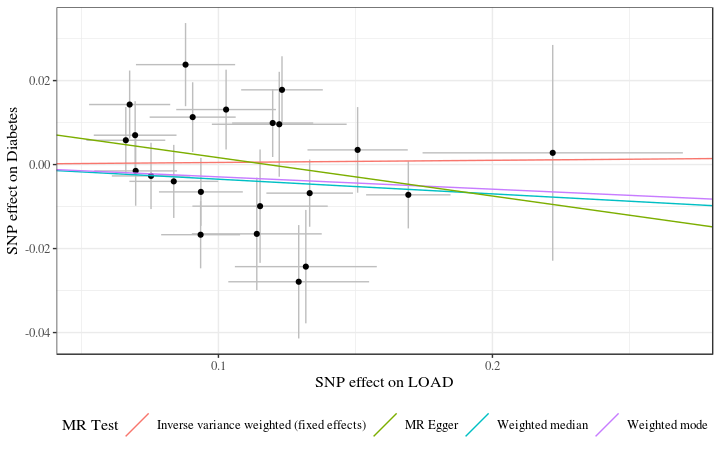 0.02
0.00
-0.02
-0.04
SNP effect on Diabetes
0.1
0.2
SNP effect on LOAD
MR Test
Inverse variance weighted (fixed effects)
MR Egger
Weighted median
Weighted mode